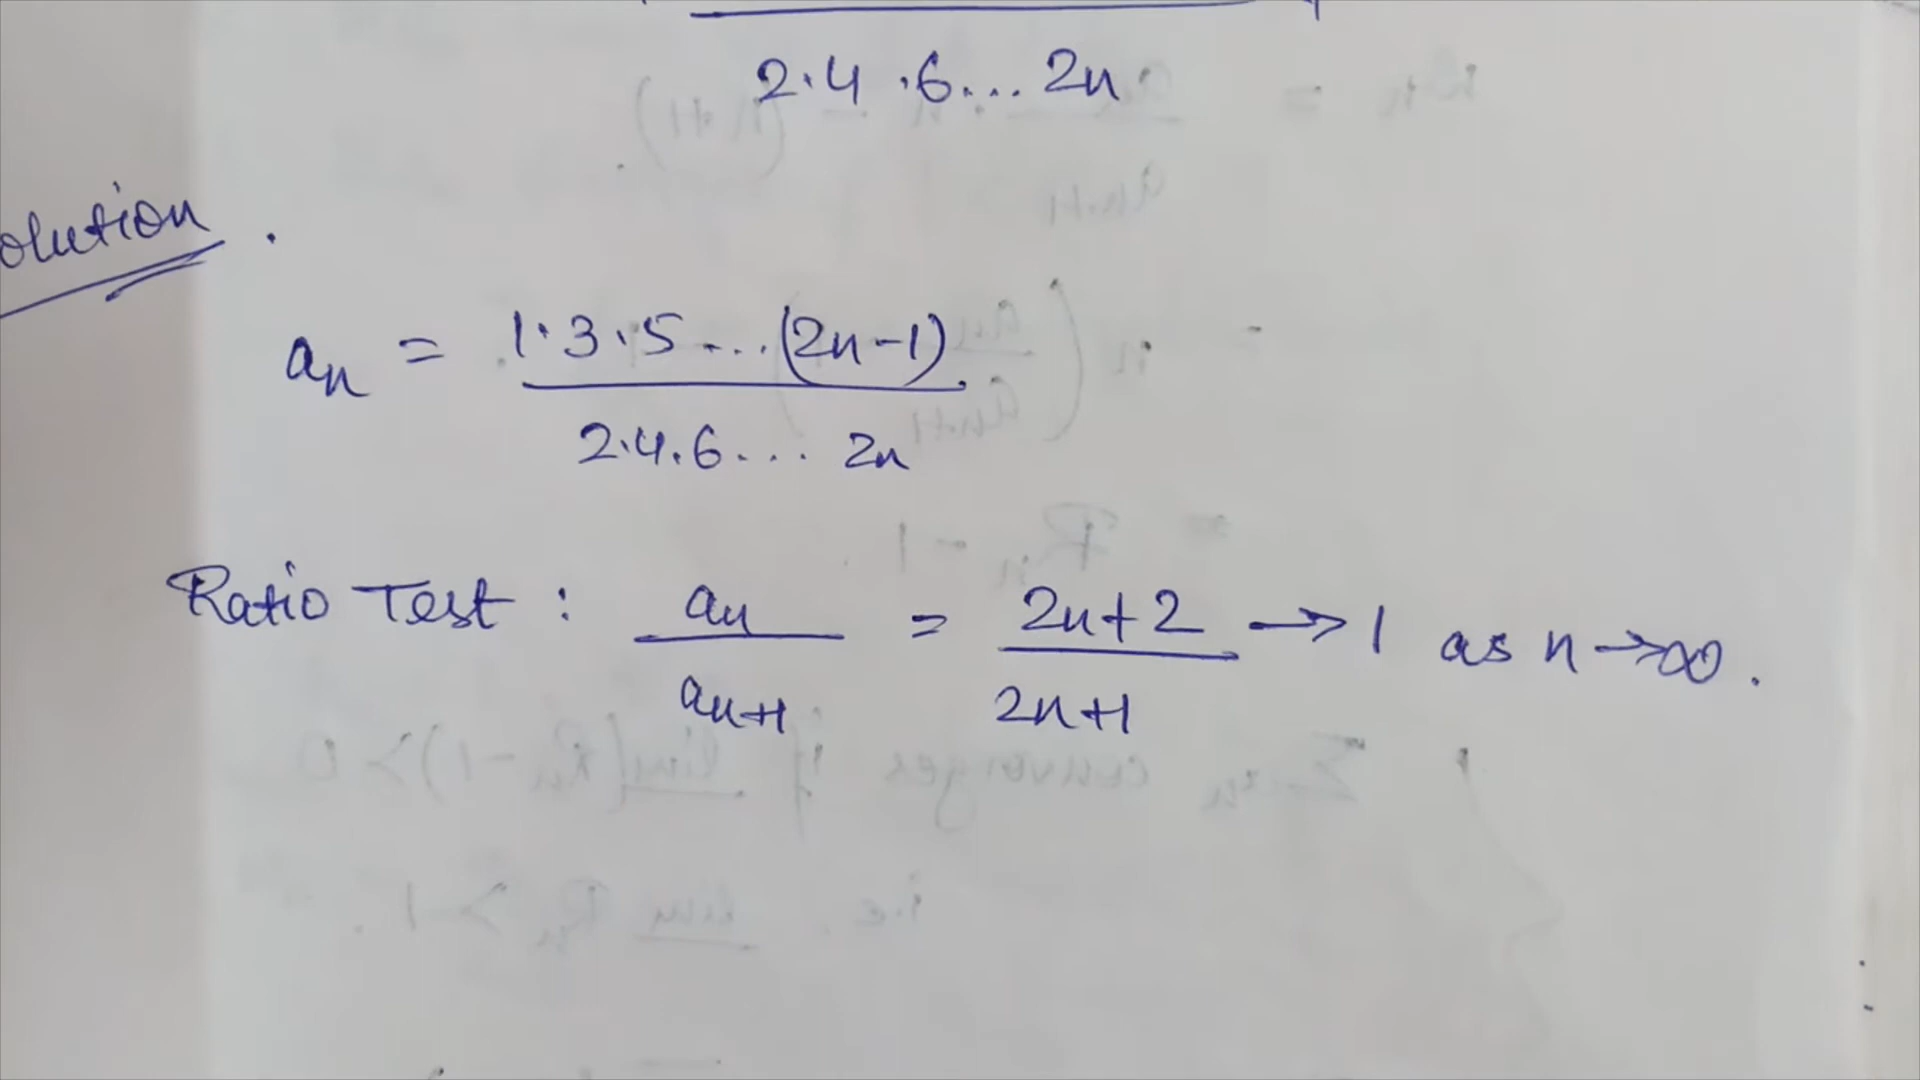 2.4.6... 2n
olution.
an = 1.3.5...(2n-1)
2.4.6... 2n
Ratio Test : an / an+1 = 2n+2 / 2n+1 → 1 as n→∞.